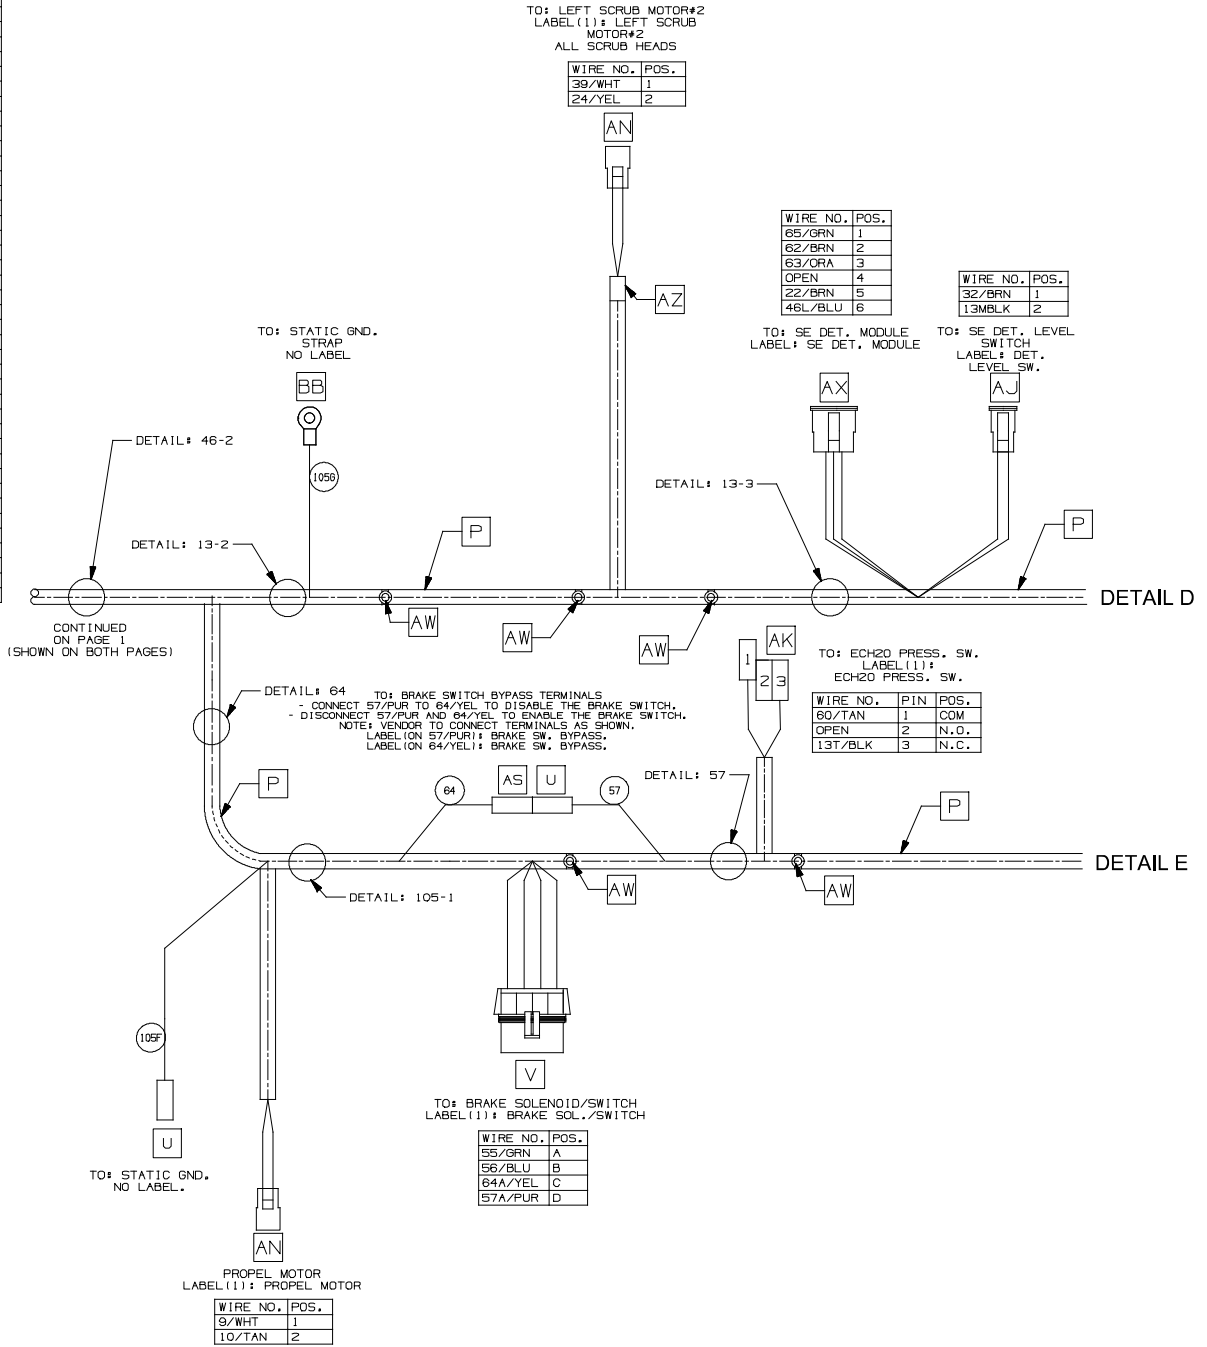 TO: LEFT SCRUB MOTOR#2
LABEL(1): LEFT SCRUB
MOTOR#2
ALL SCRUB HEADS
WIRE NO. POS.
39/WHT 1
24/YEL 2
AN
AZ
WIRE NO. POS.
65/GRN 1
62/BRN 2
63/ORA 3
OPEN 4
22/BRN 5
46L/BLU 6
TO: SE DET. MODULE
LABEL: SE DET. MODULE
AX
WIRE NO. POS.
32/BRN 1
13MBLK 2
TO: SE DET. LEVEL
SWITCH
LABEL: DET.
LEVEL SW.
AJ
TO: STATIC GND.
STRAP
NO LABEL
BB
105G
DETAIL: 46-2
DETAIL: 13-2
DETAIL: 13-3
P
P
DETAIL D
AW
AW
AW
CONTINUED
ON PAGE 1
(SHOWN ON BOTH PAGES)
AK
1
2 3
TO: ECH20 PRESS. SW.
LABEL(1):
ECH20 PRESS. SW.
WIRE NO. PIN POS.
60/TAN 1 COM
OPEN 2 N.O.
13T/BLK 3 N.C.
DETAIL: 64
TO: BRAKE SWITCH BYPASS TERMINALS
- CONNECT 57/PUR TO 64/YEL TO DISABLE THE BRAKE SWITCH.
- DISCONNECT 57/PUR AND 64/YEL TO ENABLE THE BRAKE SWITCH.
NOTE: VENDOR TO CONNECT TERMINALS AS SHOWN.
LABEL(ON 57/PUR): BRAKE SW. BYPASS.
LABEL(ON 64/YEL): BRAKE SW. BYPASS.
P
64
AS U
57
DETAIL: 57
P
DETAIL E
AW
AW
DETAIL: 105-1
105F
U
TO: STATIC GND.
NO LABEL.
V
TO: BRAKE SOLENOID/SWITCH
LABEL(1): BRAKE SOL./SWITCH
WIRE NO. POS.
55/GRN A
56/BLU B
64A/YEL C
57A/PUR D
AN
PROPEL MOTOR
LABEL(1): PROPEL MOTOR
WIRE NO. POS.
9/WHT 1
10/TAN 2